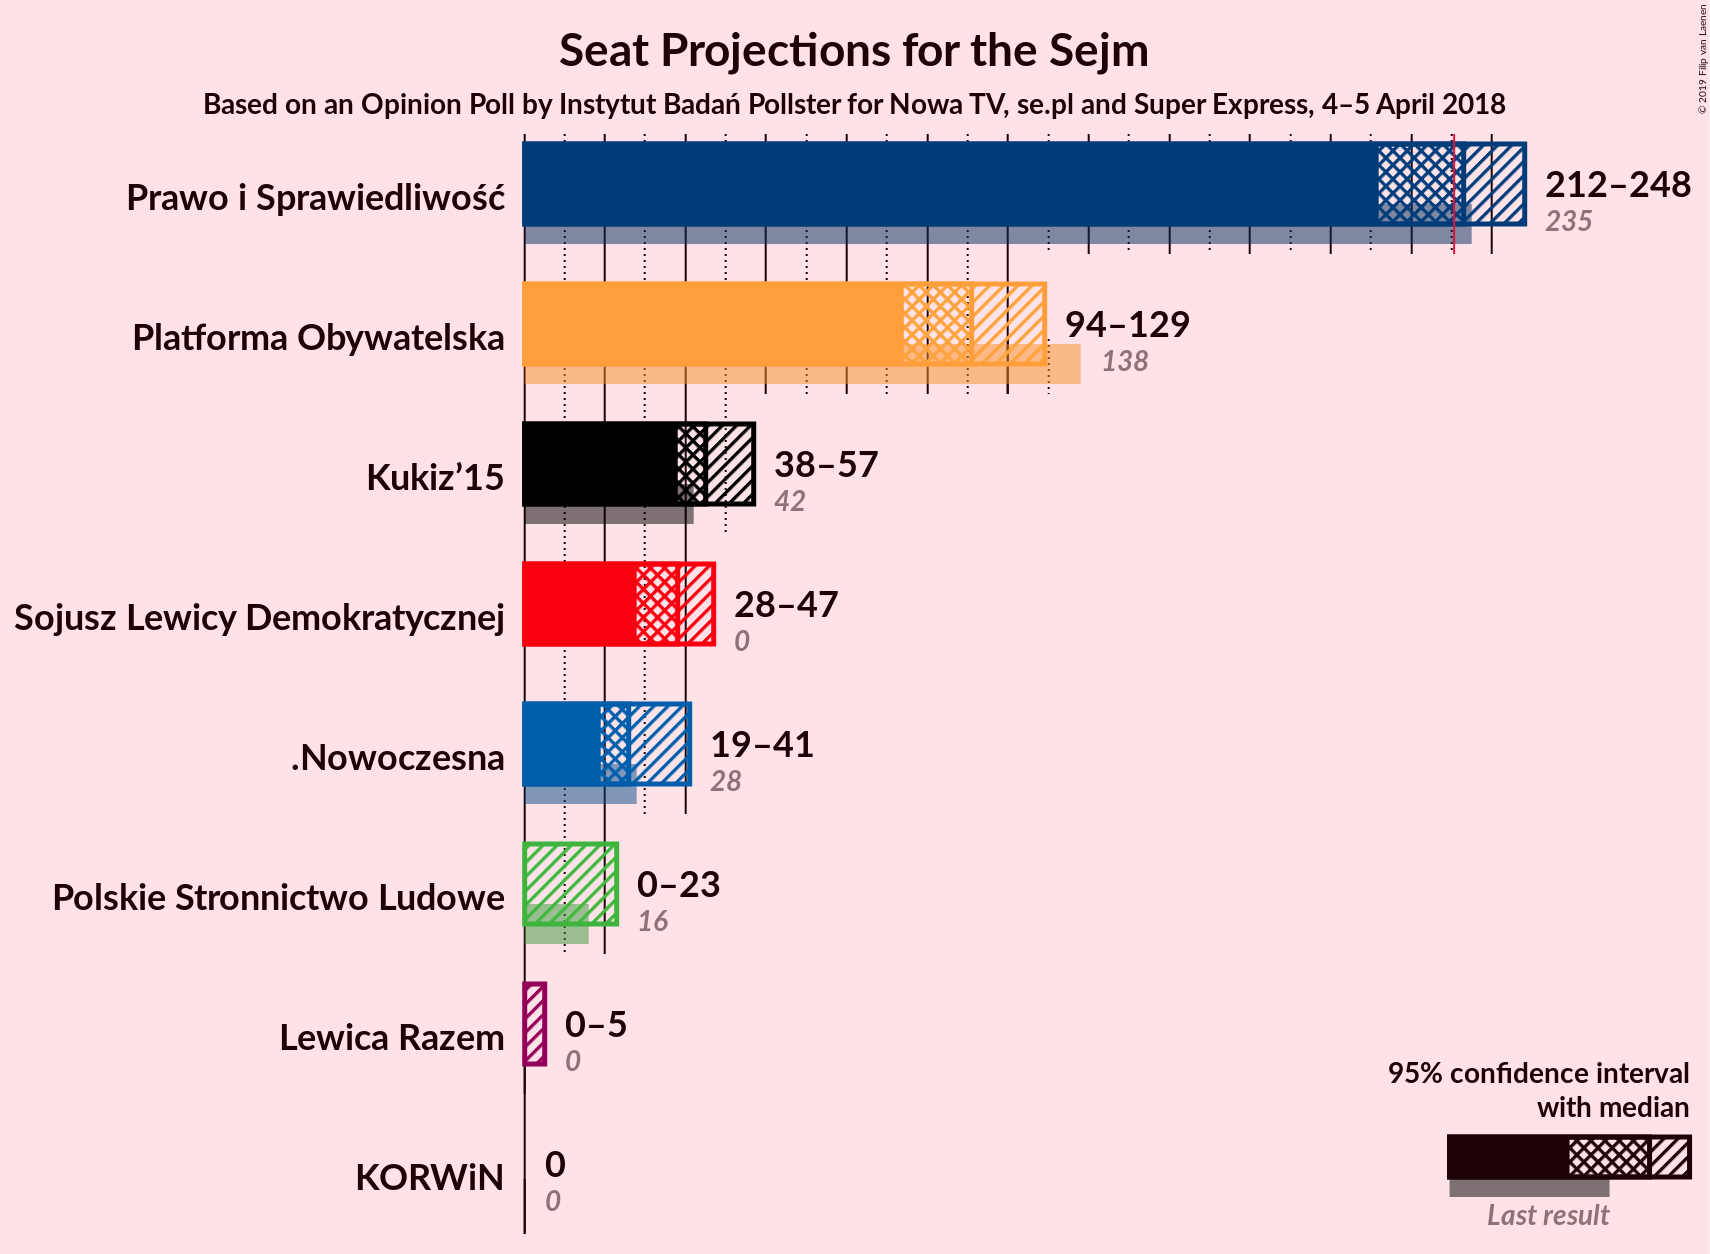 Seat Projections for the Sejm
Based on an Opinion Poll by Instytut Badań Pollster for Nowa TV, se.pl and Super Express, 4–5 April 2018
© 2019 Filip van Laenen
Prawo i Sprawiedliwość
212–248
235
Platforma Obywatelska
94–129
138
Kukiz’15
38–57
42
Sojusz Lewicy Demokratycznej
28–47
0
.Nowoczesna
19–41
28
Polskie Stronnictwo Ludowe
0–23
16
Lewica Razem
0–5
0
KORWiN
0
0
95% confidence interval
with median
Last result